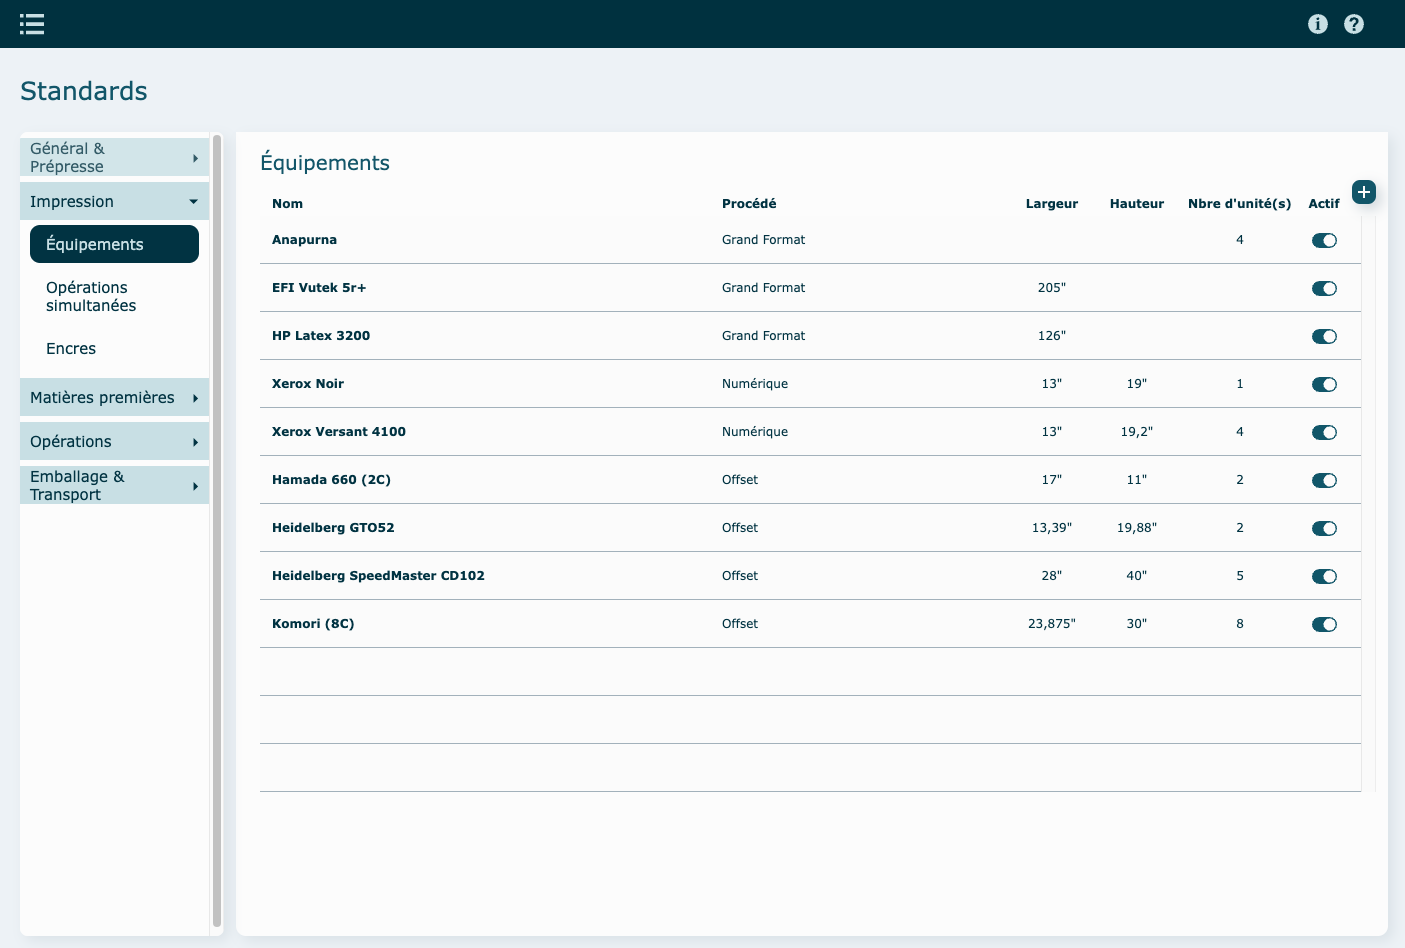 Standards
Général &
Prépresse
Impression
Équipements
Opérations
simultanées
Encres
Matières premières
Opérations
Emballage &
Transport
Équipements
Nom Procédé Largeur Hauteur Nbre d'unité(s) Actif
Anapurna Grand Format 4
EFI Vutek 5r+ Grand Format 205"
HP Latex 3200 Grand Format 126"
Xerox Noir Numérique 13" 19" 1
Xerox Versant 4100 Numérique 13" 19,2" 4
Hamada 660 (2C) Offset 17" 11" 2
Heidelberg GTO52 Offset 13,39" 19,88" 2
Heidelberg SpeedMaster CD102 Offset 28" 40" 5
Komori (8C) Offset 23,875" 30" 8